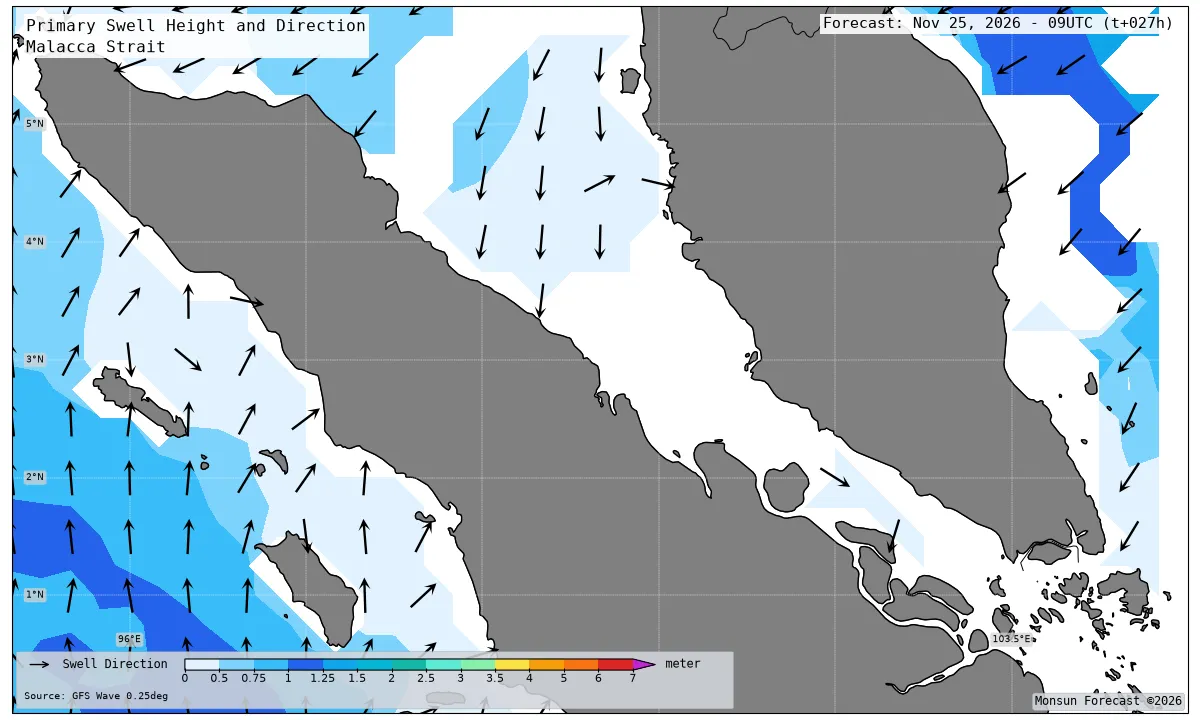 Primary Swell Height and Direction
Malacca Strait
Forecast: Nov 25, 2026 - 09UTC (t+027h)
5°N
4°N
3°N
2°N
1°N
96°E
103.5°E
Swell Direction
0 0.5 0.75 1 1.25 1.5 2 2.5 3 3.5 4 5 6 7
meter
Source: GFS Wave 0.25deg
Monsun Forecast ©2026